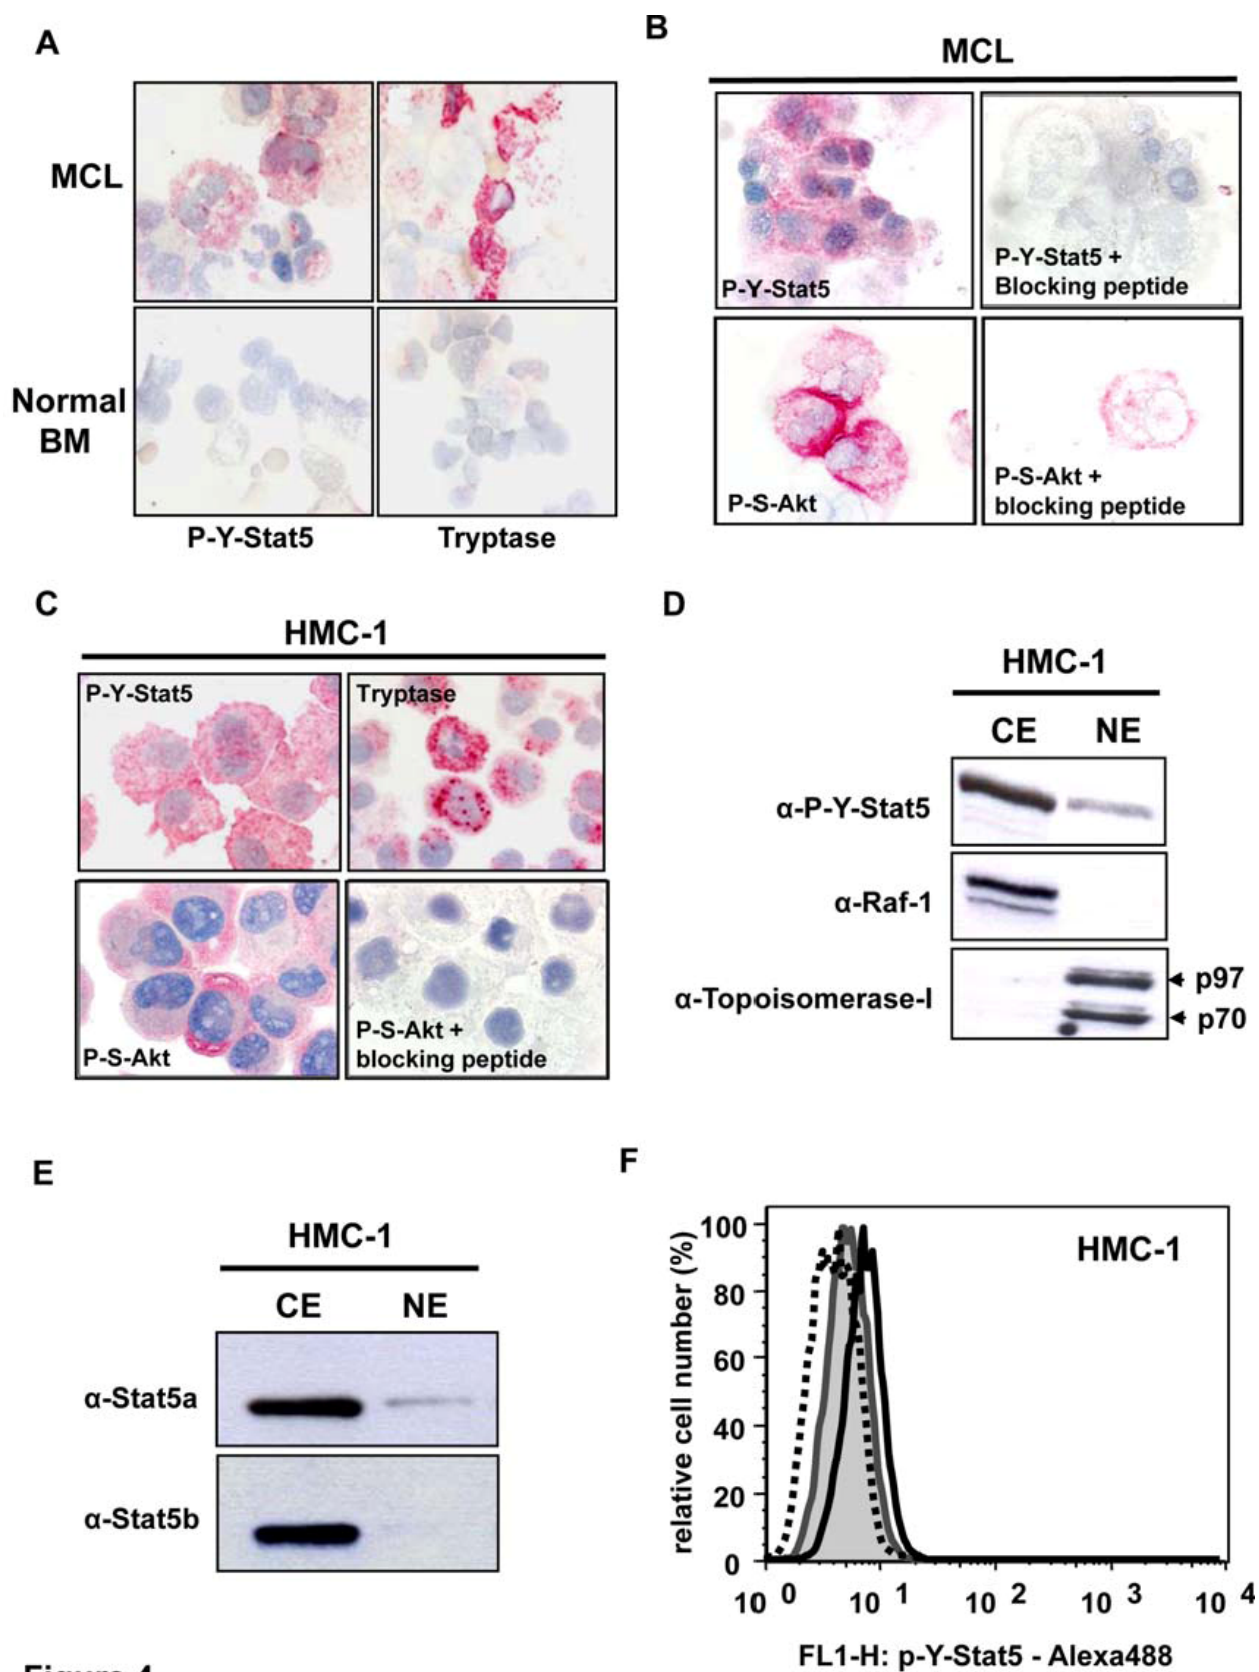 A
MCL
Normal
BM
P-Y-Stat5
Tryptase
B
MCL
P-Y-Stat5
P-Y-Stat5 +
Blocking peptide
P-S-Akt
P-S-Akt +
blocking peptide
C
HMC-1
P-Y-Stat5
Tryptase
P-S-Akt
P-S-Akt +
blocking peptide
D
HMC-1
CE NE
α-P-Y-Stat5
α-Raf-1
α-Topoisomerase-I
p97
p70
E
HMC-1
CE NE
α-Stat5a
α-Stat5b
F
HMC-1
relative cell number (%)
100
80
60
40
20
0
10 0 10 1 10 2 10 3 10 4
FL1-H: p-Y-Stat5 - Alexa488